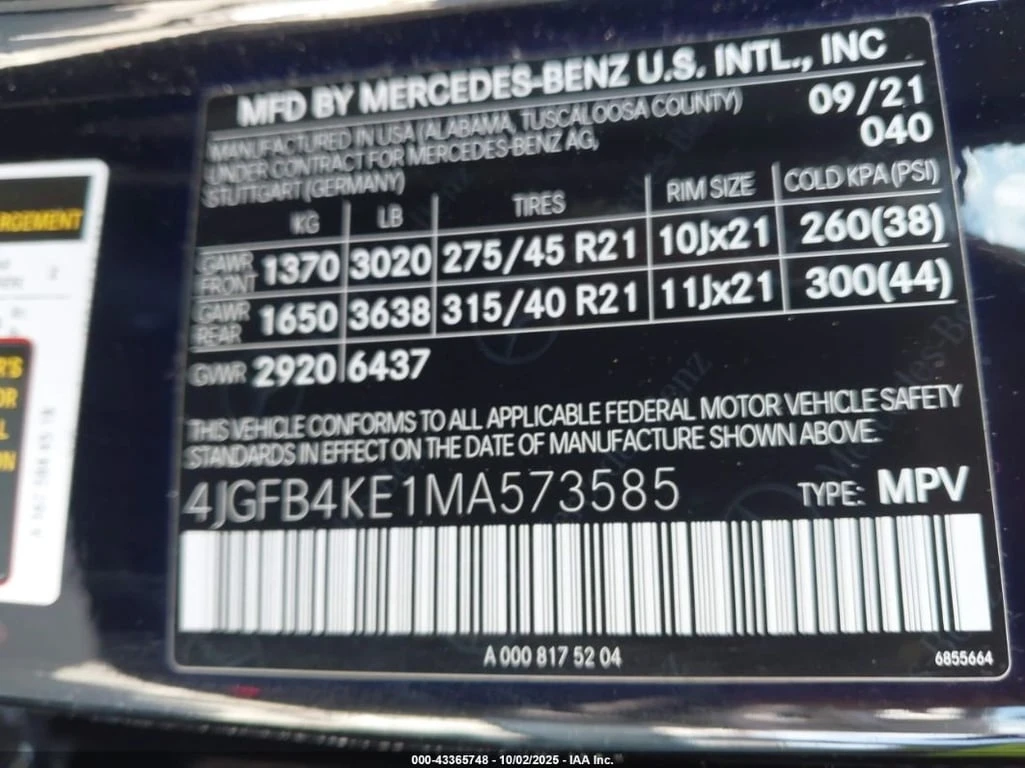 MFD BY MERCEDES-BENZ U.S. INTL., INC
MANUFACTURED IN USA (ALABAMA, TUSCALOOSA COUNTY) 09/21
UNDER CONTRACT FOR MERCEDES-BENZ AG, 040
STUTTGART (GERMANY)
KG LB TIRES RIM SIZE COLD KPA (PSI)
GAWR FRONT 1370 3020 275/45 R21 10Jx21 260(38)
GAWR REAR 1650 3638 315/40 R21 11Jx21 300(44)
GVWR 2920 6437
THIS VEHICLE CONFORMS TO ALL APPLICABLE FEDERAL MOTOR VEHICLE SAFETY
STANDARDS IN EFFECT ON THE DATE OF MANUFACTURE SHOWN ABOVE.
4JGFB4KE1MA573585 TYPE: MPV
A 000 817 52 04
6855664
000-43365748 - 10/02/2025 - IAA Inc.